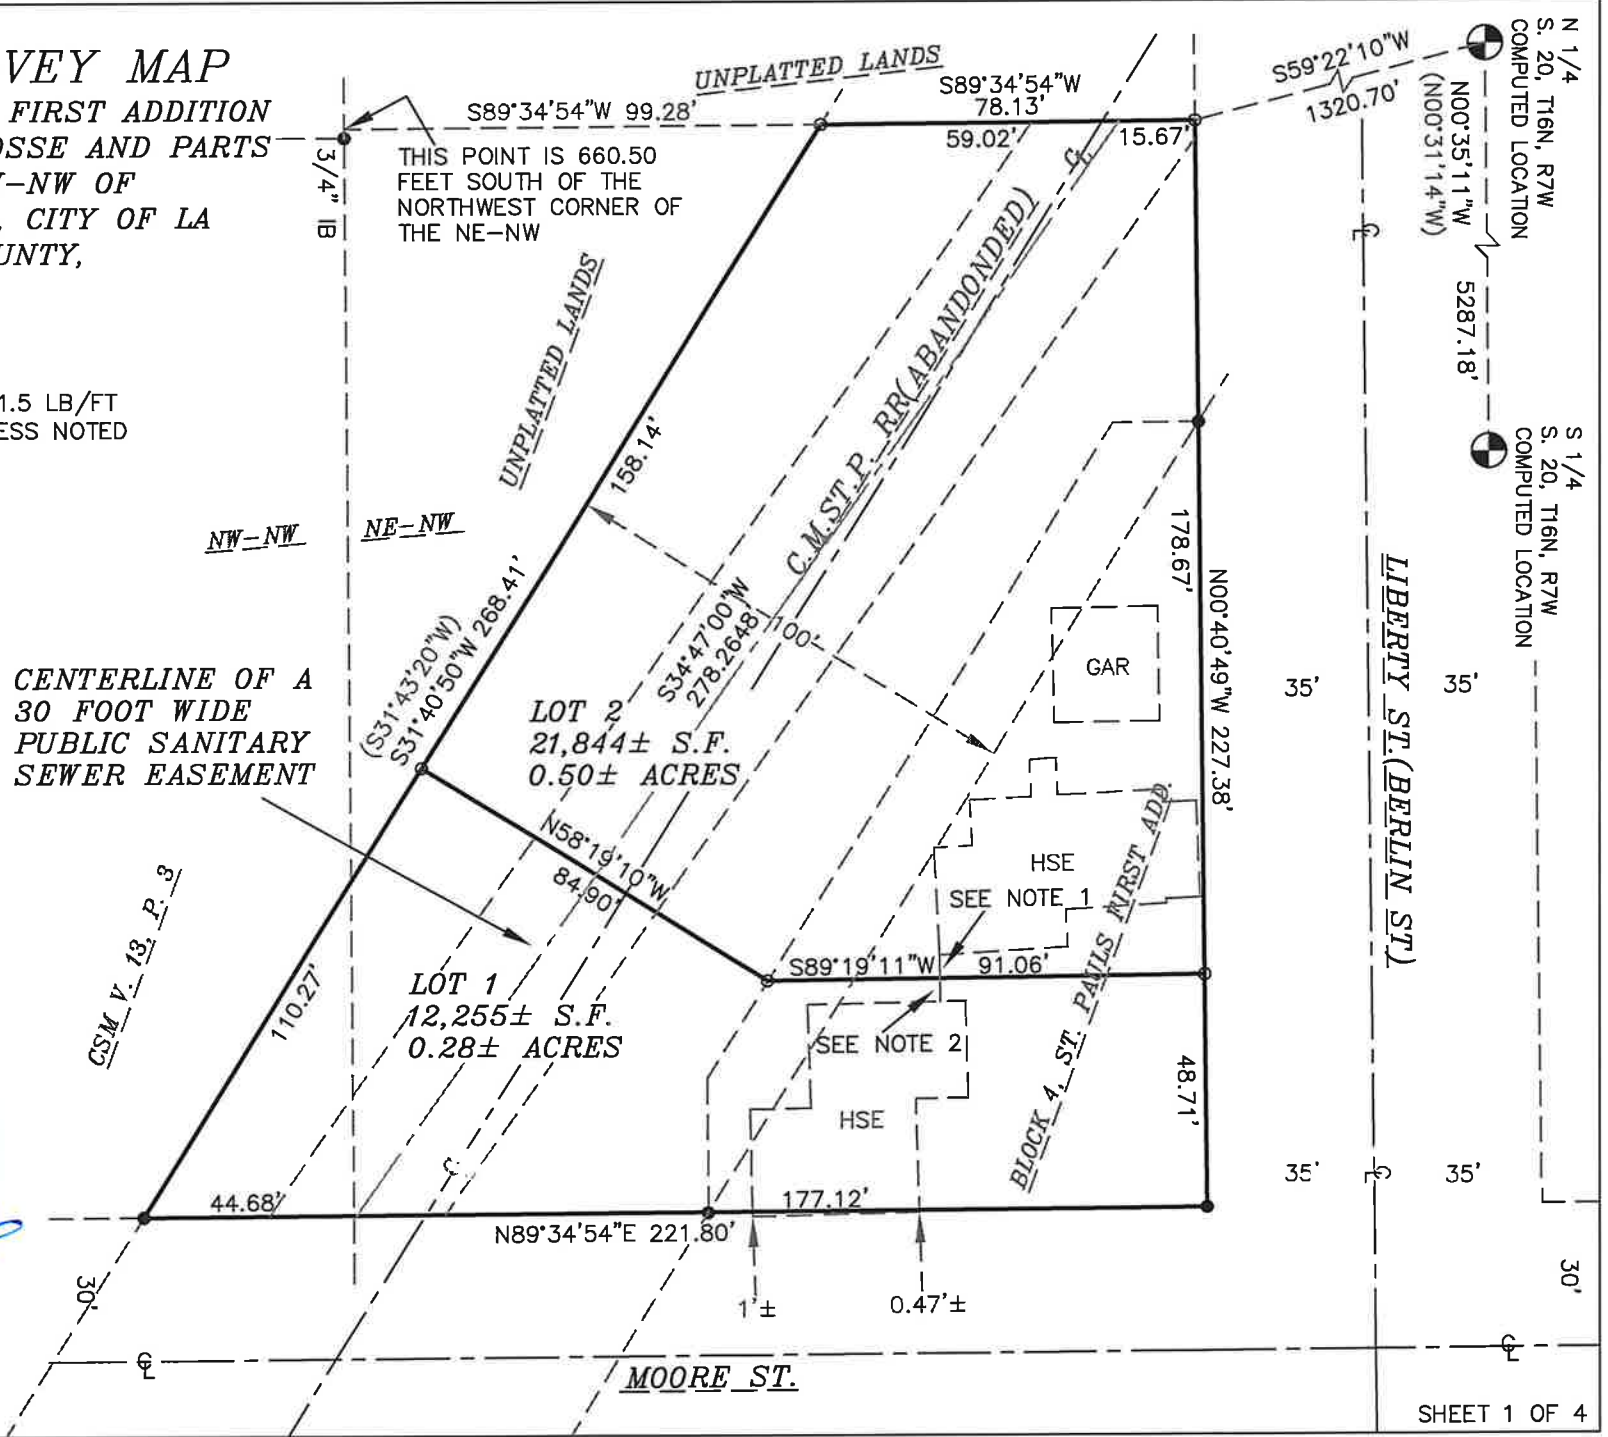 VEY MAP
FIRST ADDITION
OSSE AND PARTS
-NW OF
, CITY OF LA
UNTY,
1.5 LB/FT
ESS NOTED
UNPLATTED LANDS
S89°34'54"W 99.28'
S89°34'54"W
78.13'
59.02'
15.67'
S59°22'10"W
1320.70'
N 1/4
S. 20, T16N, R7W
COMPUTED LOCATION
N00°35'11"W
(N00°31'14"W)
5287.18'
S 1/4
S. 20, T16N, R7W
COMPUTED LOCATION
3/4" IB
THIS POINT IS 660.50
FEET SOUTH OF THE
NORTHWEST CORNER OF
THE NE-NW
UNPLATTED LANDS
158.14'
C.M.ST.P. RR(ABANDONDED)
NW-NW
NE-NW
(S31°43'20"W)
S31°40'50"W 268.41'
S34°47'00"W
278.2648'
100'
178.67'
N00°40'49"W 227.38'
LIBERTY ST.(BERLIN ST.)
35'
35'
GAR
CENTERLINE OF A
30 FOOT WIDE
PUBLIC SANITARY
SEWER EASEMENT
LOT 2
21,844± S.F.
0.50± ACRES
N58°19'10"W
84.90'
HSE
SEE NOTE 1
S89°19'11"W 91.06'
CSM V. 13, P. 3
110.27'
LOT 1
12,255± S.F.
0.28± ACRES
SEE NOTE 2
HSE
BLOCK 4, ST. PAULS FIRST ADD.
48.71'
35'
35'
44.68'
177.12'
N89°34'54"E 221.80'
30'
30'
1'±
0.47'±
MOORE ST.
SHEET 1 OF 4